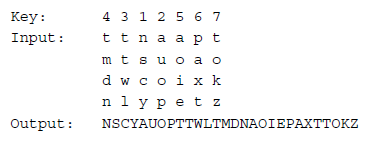 Key: 4 3 1 2 5 6 7
Input: t t n a a p t
m t s u o a o
d w c o i x k
n l y p e t z
Output: NSCYAUOPTTWLTMDNAOIEPAXTTOKZ